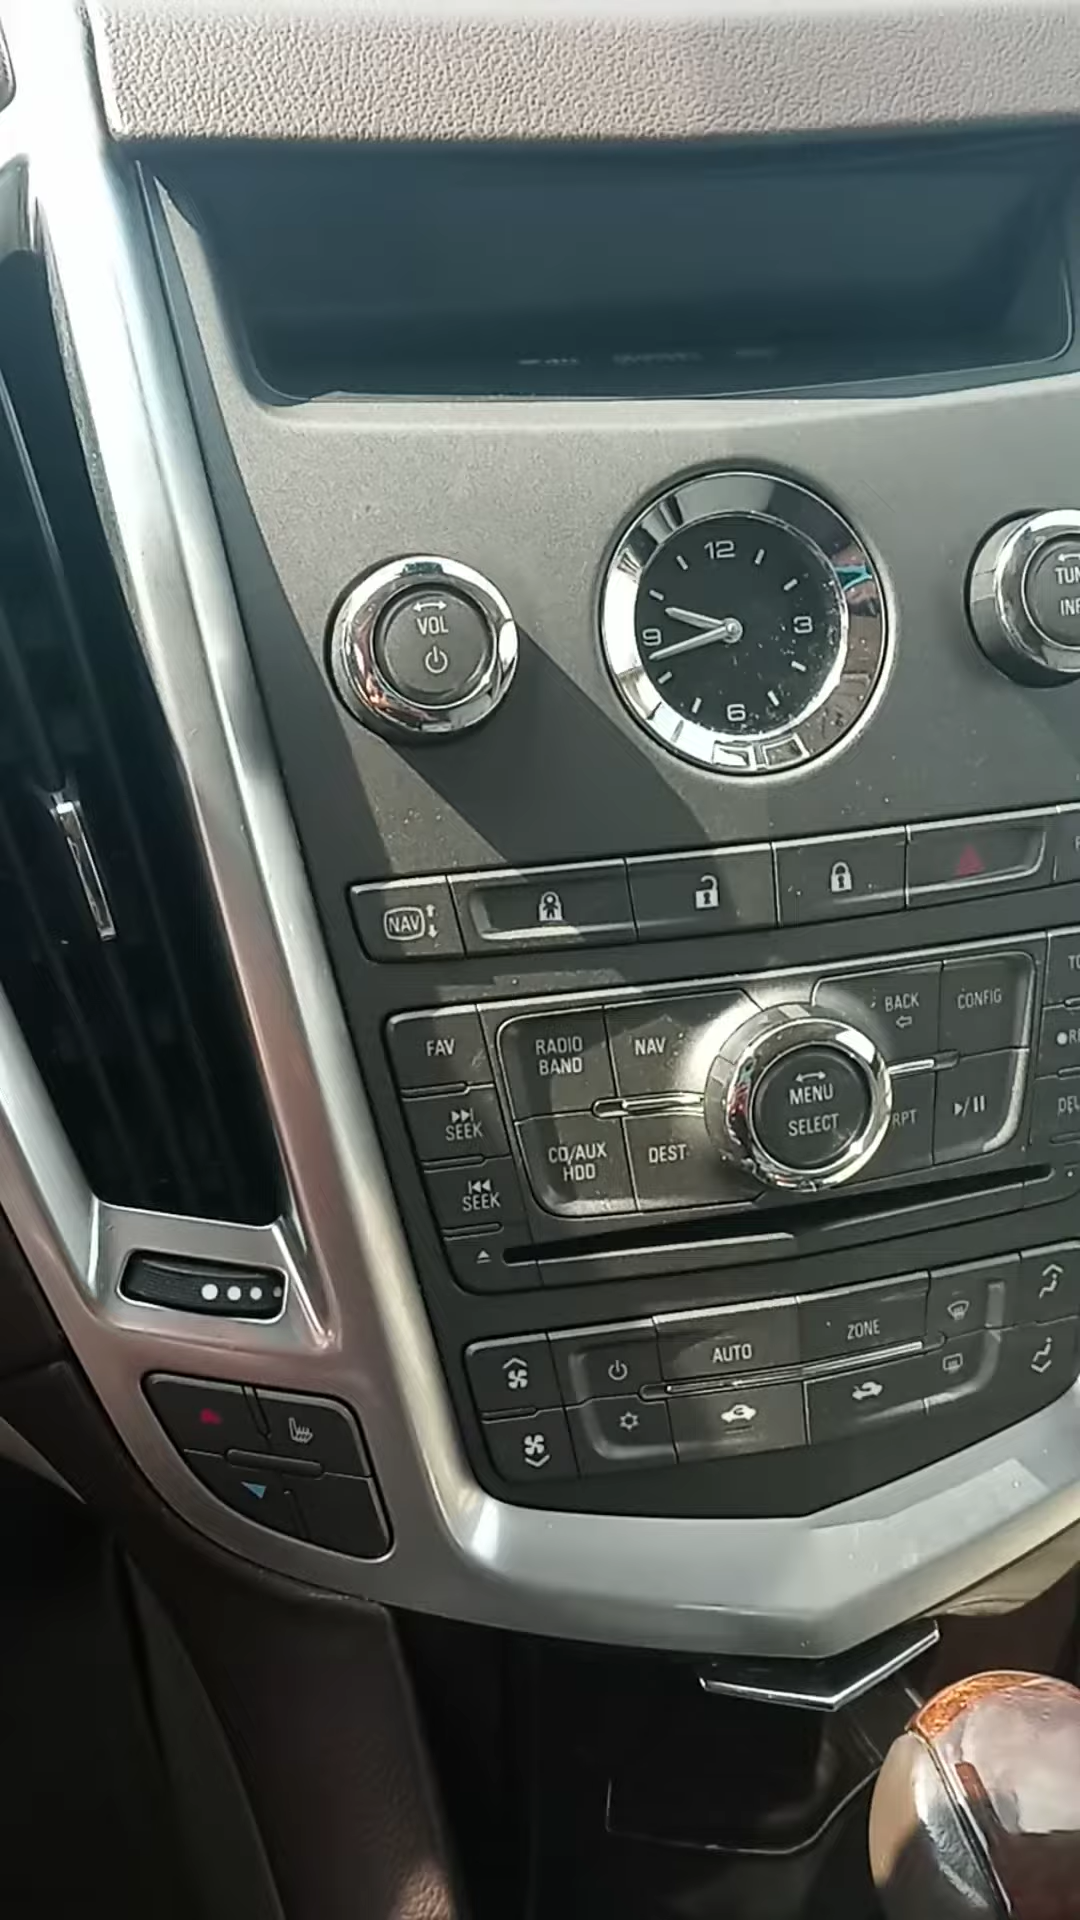 VOL
12
3
6
9
NAV
FAV
RADIO
BAND
NAV
BACK
CONFIG
MENU
SELECT
SEEK
CD/AUX
HDD
DEST
RPT
SEEK
AUTO
ZONE